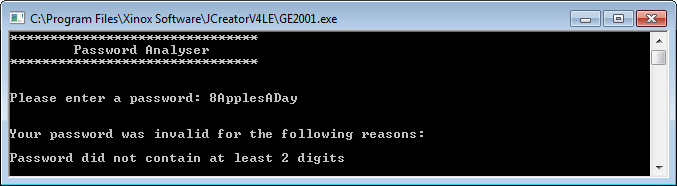 C:\Program Files\Xinox Software\JCreatorV4LE\GE2001.exe
*******************************
Password Analyser
*******************************
Please enter a password: 8ApplesADay
Your password was invalid for the following reasons:
Password did not contain at least 2 digits